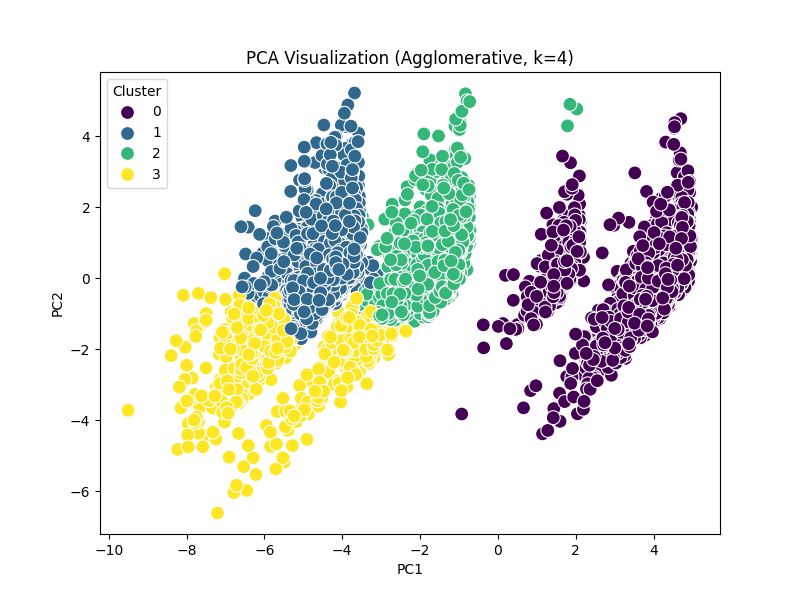 PCA Visualization (Agglomerative, k=4)
Cluster
0
1
2
3
4
2
0
−2
−4
−6
PC2
−10 −8 −6 −4 −2 0 2 4
PC1